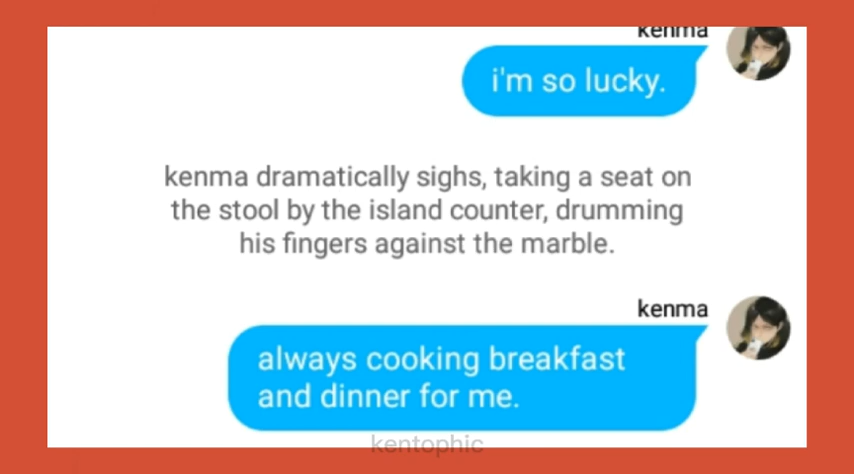 kenma
i'm so lucky.
kenma dramatically sighs, taking a seat on
the stool by the island counter, drumming
his fingers against the marble.
kenma
always cooking breakfast
and dinner for me.
kentophic